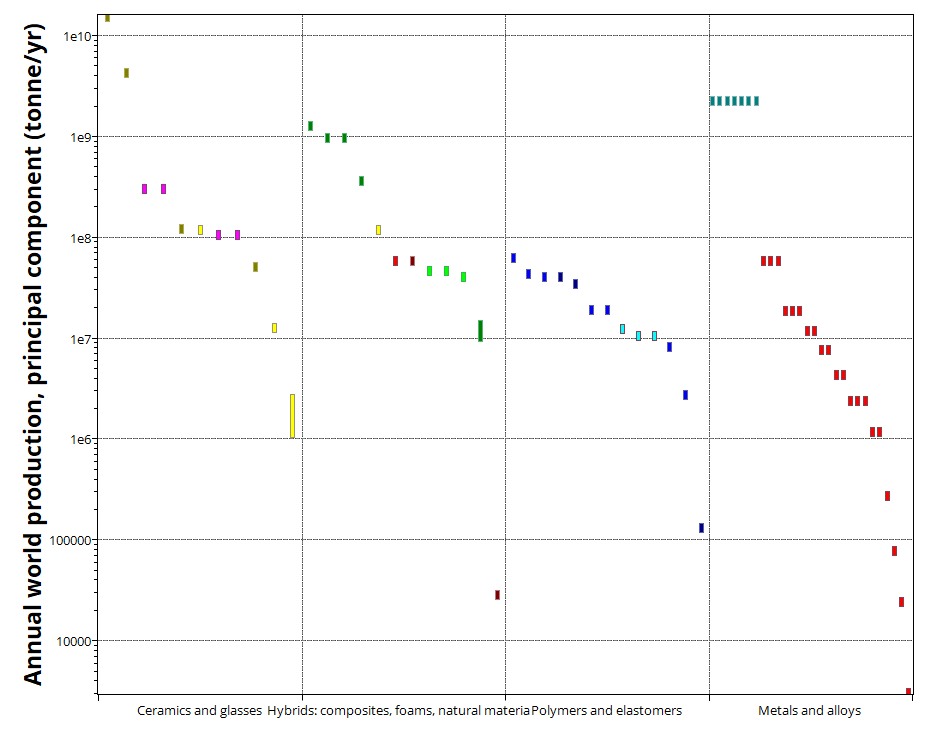 Annual world production, principal component (tonne/yr)
1e10
1e9
1e8
1e7
1e6
100000
10000
Ceramics and glasses
Hybrids: composites, foams, natural materia
Polymers and elastomers
Metals and alloys